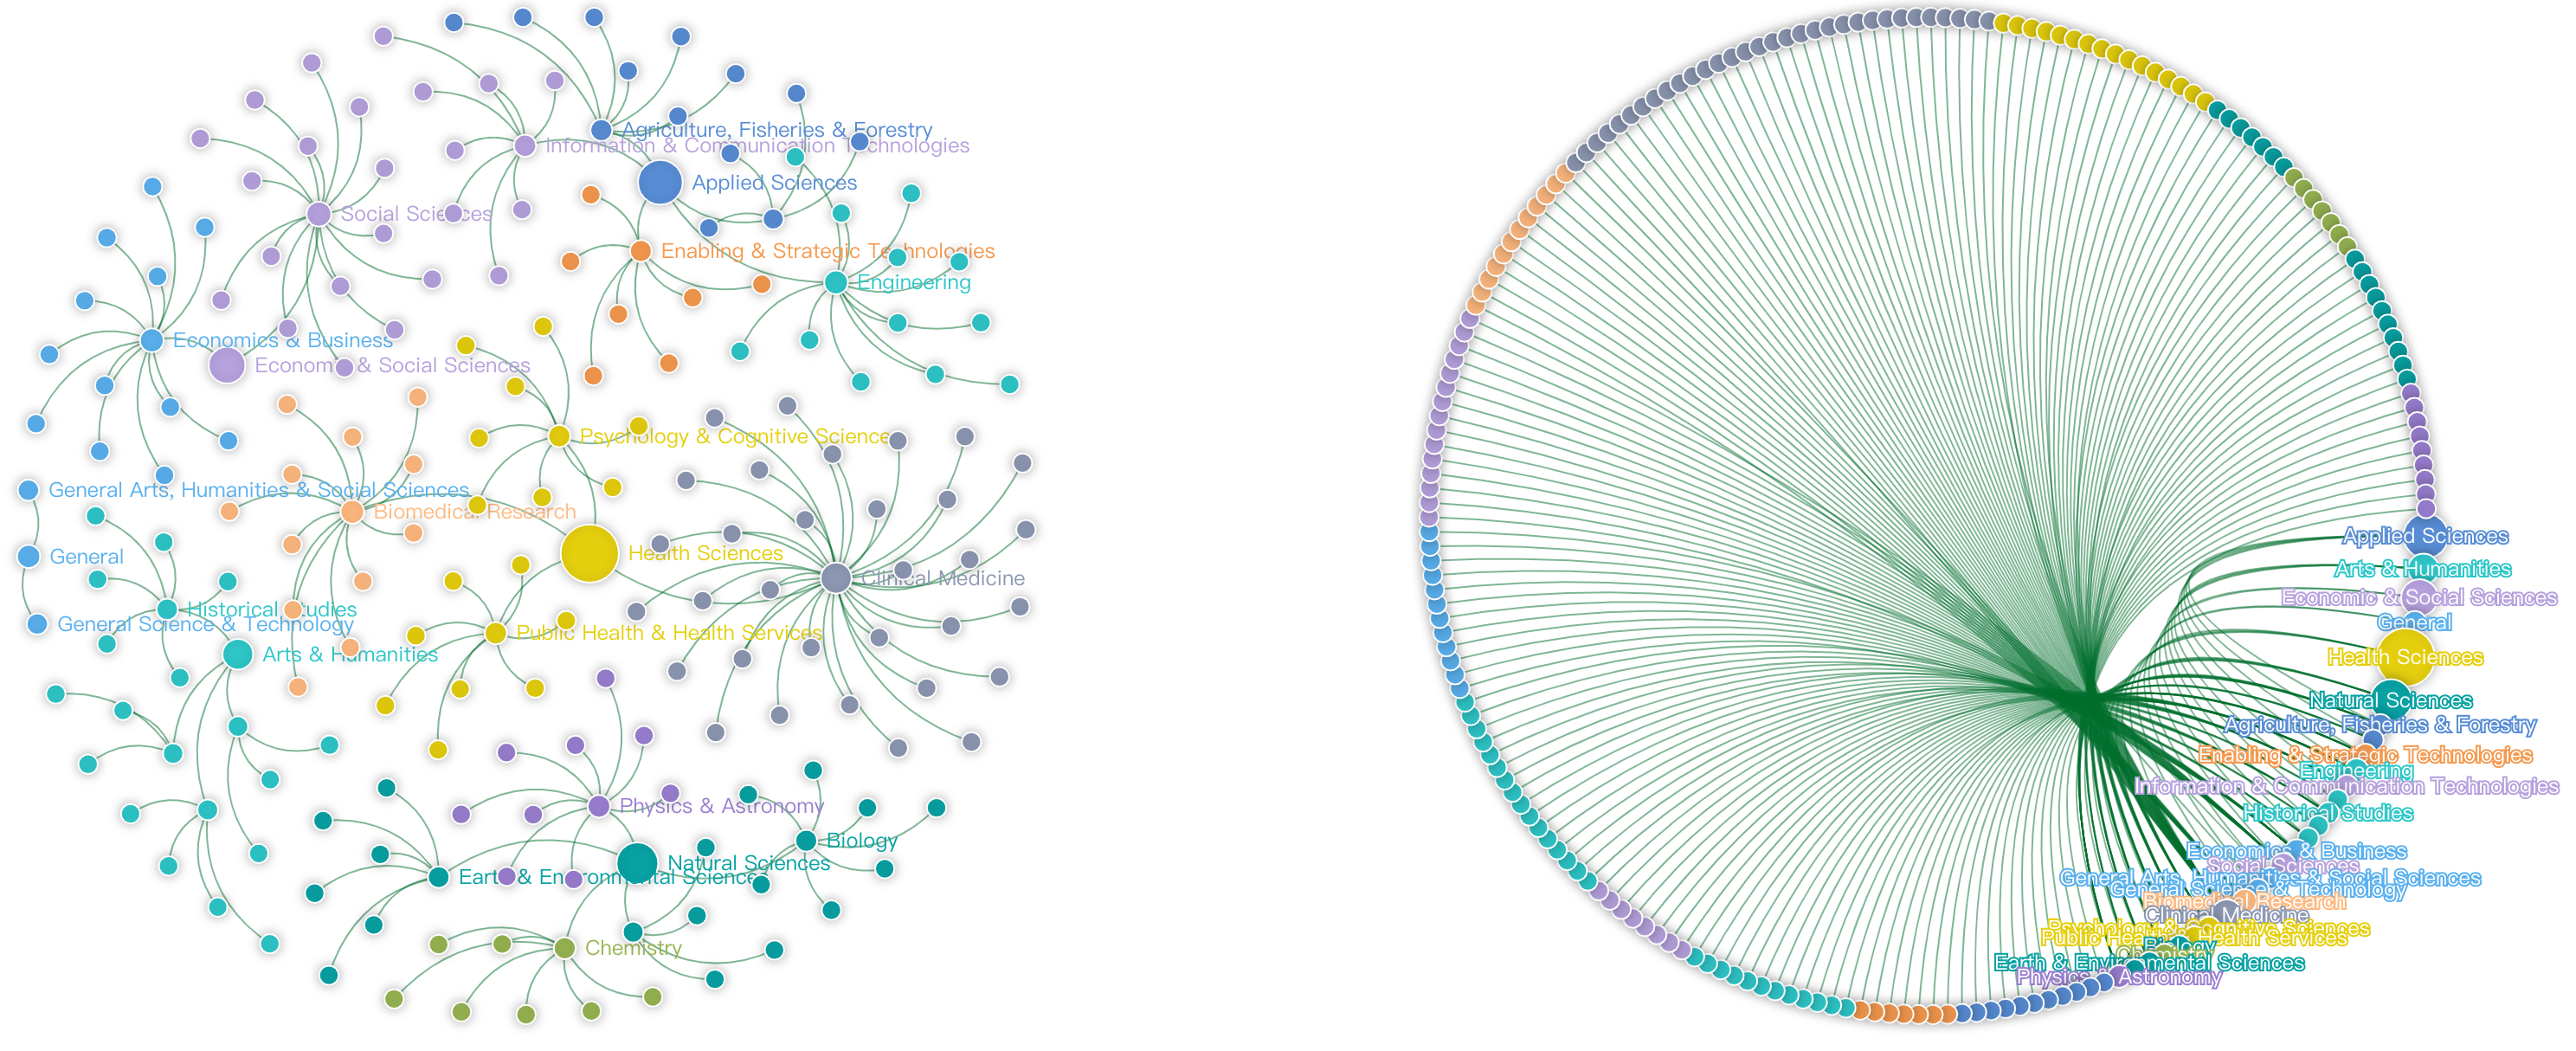 Agriculture, Fisheries & Forestry
Information & Communication Technologies
Applied Sciences
Social Sciences
Enabling & Strategic Technologies
Engineering
Economics & Business
Economic & Social Sciences
Psychology & Cognitive Science
General Arts, Humanities & Social Sciences
Biomedical Research
Health Sciences
General
Clinical Medicine
Historical Studies
General Science & Technology
Public Health & Health Services
Arts & Humanities
Physics & Astronomy
Biology
Natural Sciences
Earth & Environmental Sciences
Chemistry
Applied Sciences
Arts & Humanities
Economic & Social Sciences
General
Health Sciences
Natural Sciences
Agriculture, Fisheries & Forestry
Enabling & Strategic Technologies
Engineering
Information & Communication Technologies
Historical Studies
Economics & Business
Social Sciences
General Arts, Humanities & Social Sciences
General Science & Technology
Biomedical Research
Clinical Medicine
Psychology & Cognitive Sciences
Public Health & Health Services
Biology
Chemistry
Earth & Environmental Sciences
Physics & Astronomy